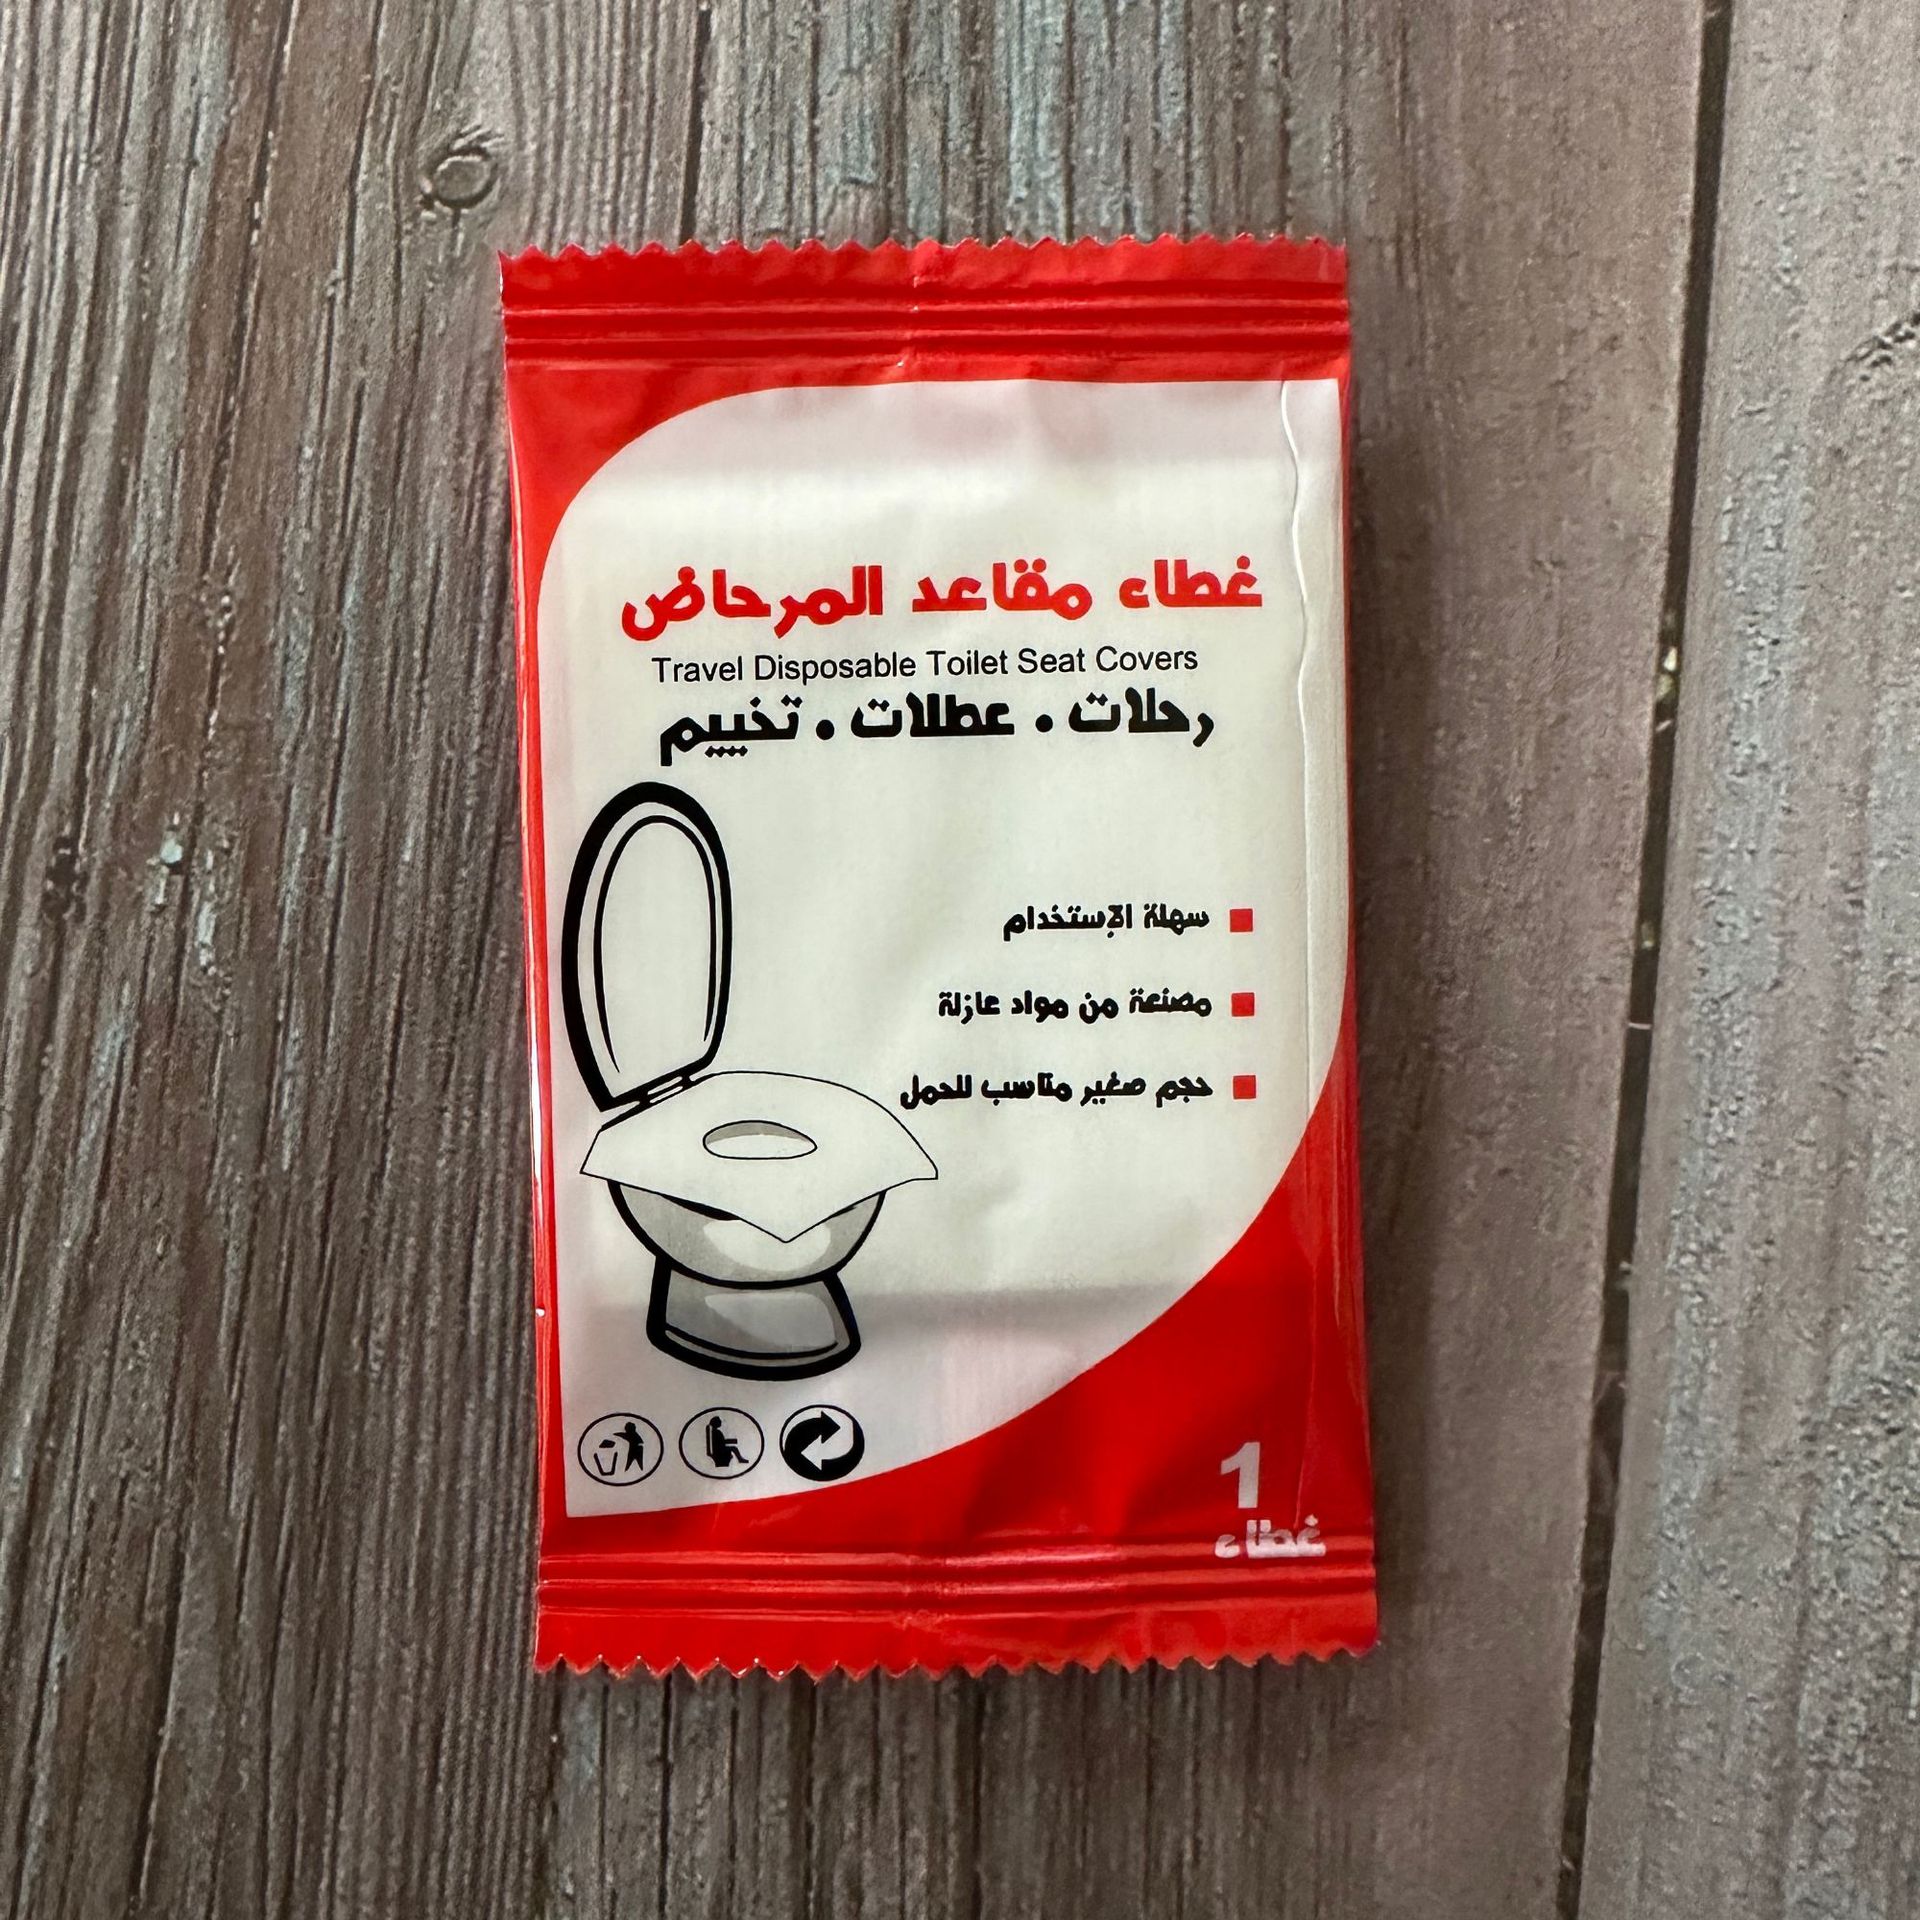 غطاء مقاعد المرحاض
Travel Disposable Toilet Seat Covers
رحلات . عطلات . تخييم
سهلة الإستخدام
مصنعة من مواد عازلة
حجم صغير مناسب للحمل
1
غطاء